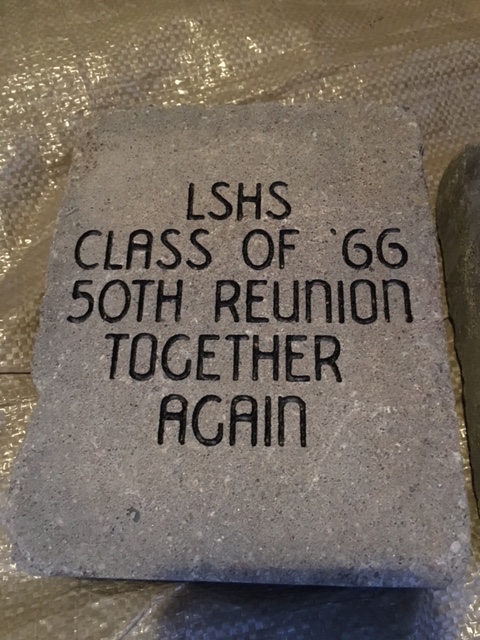 LSHS
CLASS OF '66
50TH REUNION
TOGETHER
AGAIN